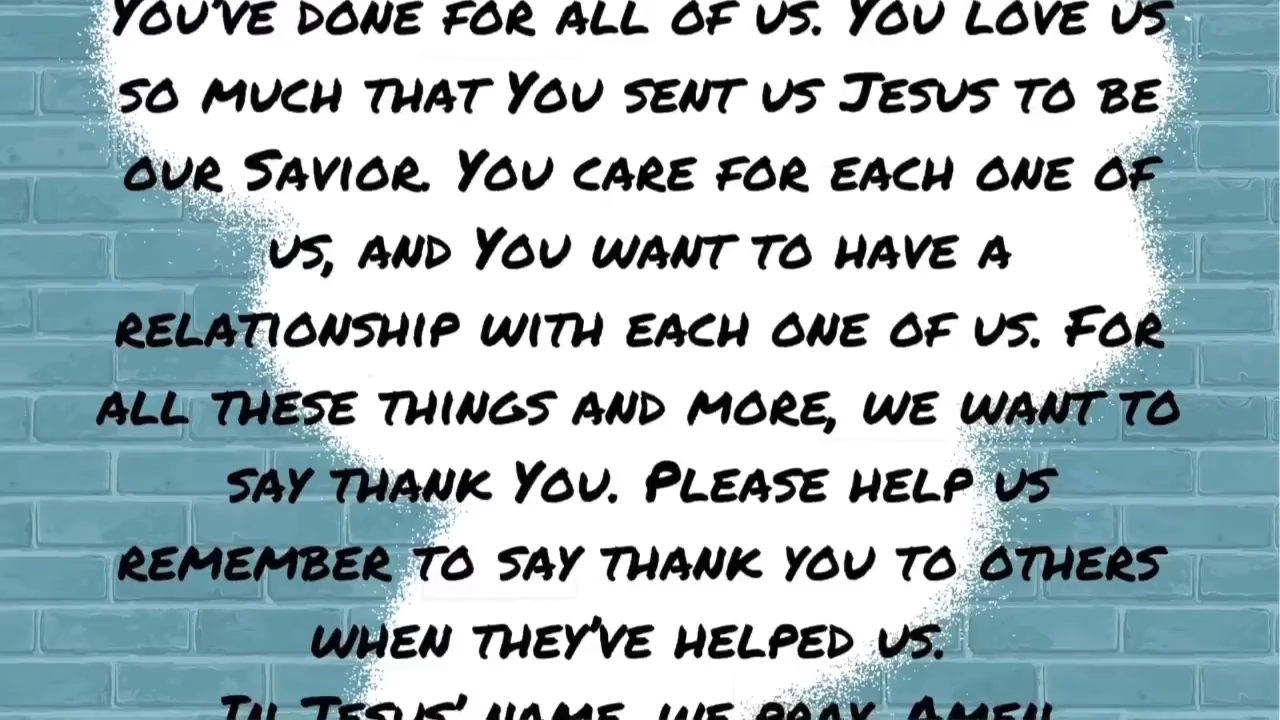 You've done for all of us. You love us
so much that You sent us Jesus to be
our Savior. You care for each one of
us, and You want to have a
relationship with each one of us. For
all these things and more, we want to
say thank You. Please help us
remember to say thank you to others
when they've helped us.
In Jesus' name, we pray. Amen